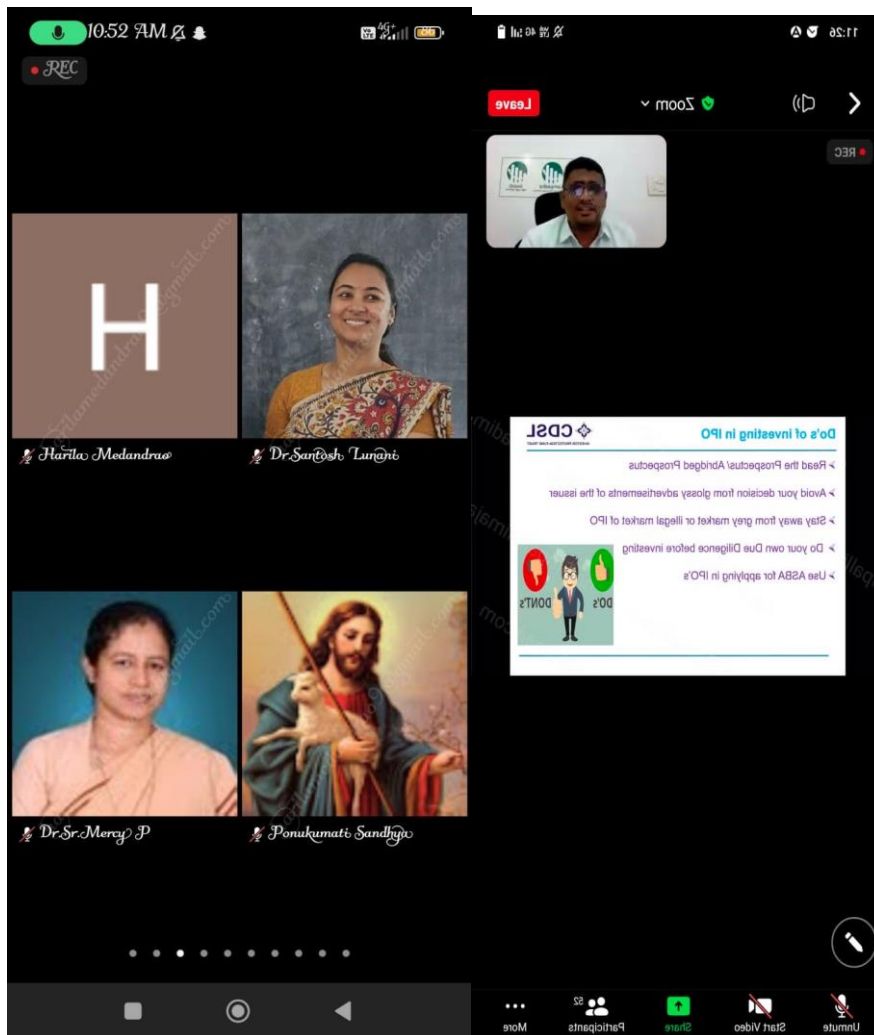 10:52 AM
4G+
REC
H
Harila Medandrao
Dr.Santosh Lunani
Dr.Sr.Mercy P
Ponukumati Sandhya
11:26
4G
Zoom
Leave
REC
Do's of investing in IPO
CDSL
Read the Prospectus/ Abridged Prospectus
Avoid your decision from glossy advertisements of the issuer
Stay away from grey market or illegal market of IPO
Do your own Due Diligence before investing
Use ASBA for applying in IPO's
DO'S
DONT's
Unmute
Start Video
Share
52
Participants
More